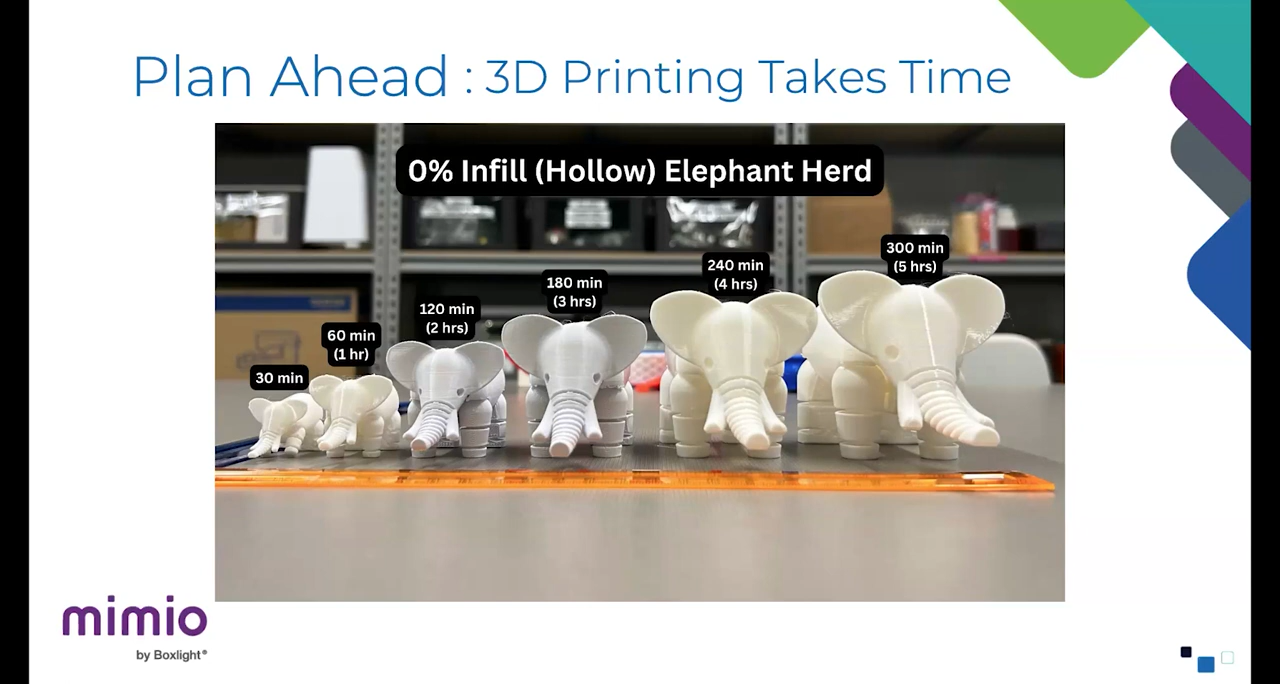 Plan Ahead : 3D Printing Takes Time
0% Infill (Hollow) Elephant Herd
30 min
60 min
(1 hr)
120 min
(2 hrs)
180 min
(3 hrs)
240 min
(4 hrs)
300 min
(5 hrs)
mimio
by Boxlight®